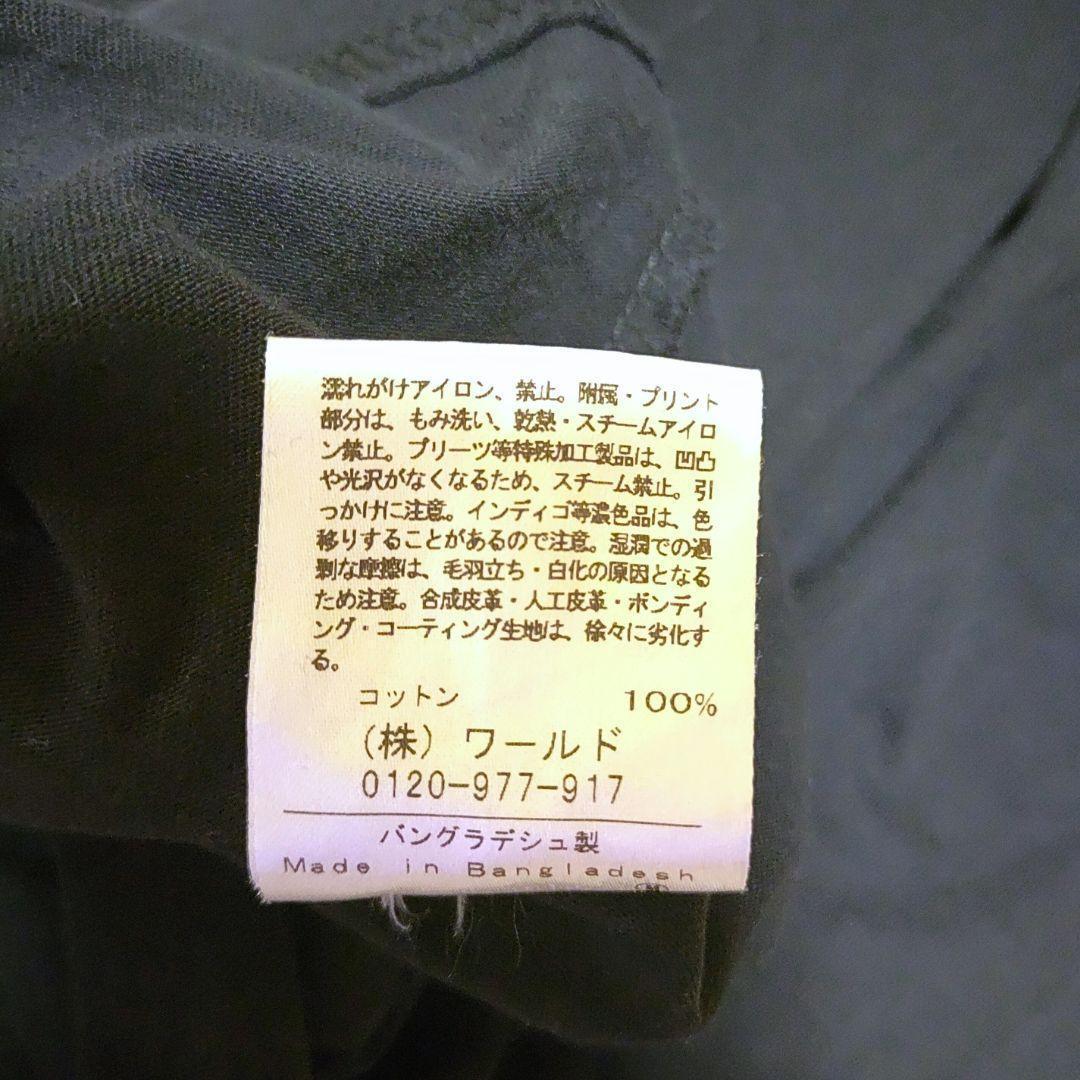 濡れがけアイロン、禁止。附属・プリント
部分は、もみ洗い、乾熱・スチームアイロ
ン禁止。プリーツ等特殊加工製品は、凹凸
や光沢がなくなるため、スチーム禁止。引
っかけに注意。インディゴ等濃色品は、色
移りすることがあるので注意。湿潤での過
剰な摩擦は、毛羽立ち・白化の原因となる
ため注意。合成皮革・人工皮革・ボンディ
ング・コーティング生地は、徐々に劣化す
る。
コットン 100%
(株) ワールド
0120-977-917
バングラデシュ製
Made in Bangladesh